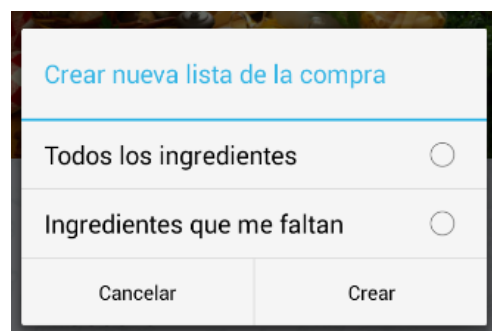 Crear nueva lista de la compra
Todos los ingredientes
Ingredientes que me faltan
Cancelar Crear